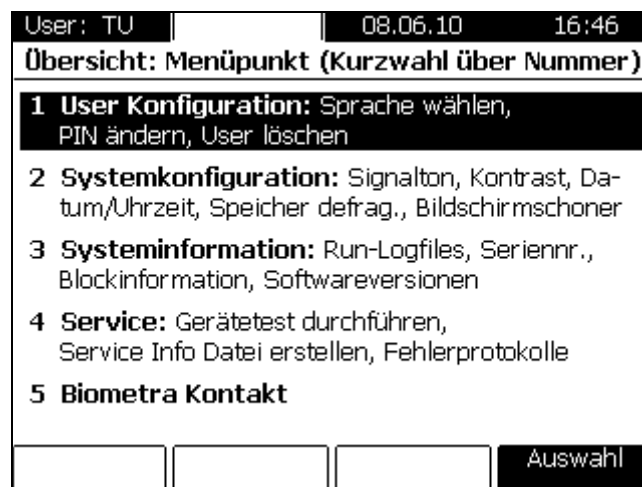 User: TU 08.06.10 16:46
Übersicht: Menüpunkt (Kurzwahl über Nummer)
1 User Konfiguration: Sprache wählen,
PIN ändern, User löschen
2 Systemkonfiguration: Signalton, Kontrast, Da-
tum/Uhrzeit, Speicher defrag., Bildschirmschoner
3 Systeminformation: Run-Logfiles, Seriennr.,
Blockinformation, Softwareversionen
4 Service: Gerätetest durchführen,
Service Info Datei erstellen, Fehlerprotokolle
5 Biometra Kontakt
Auswahl